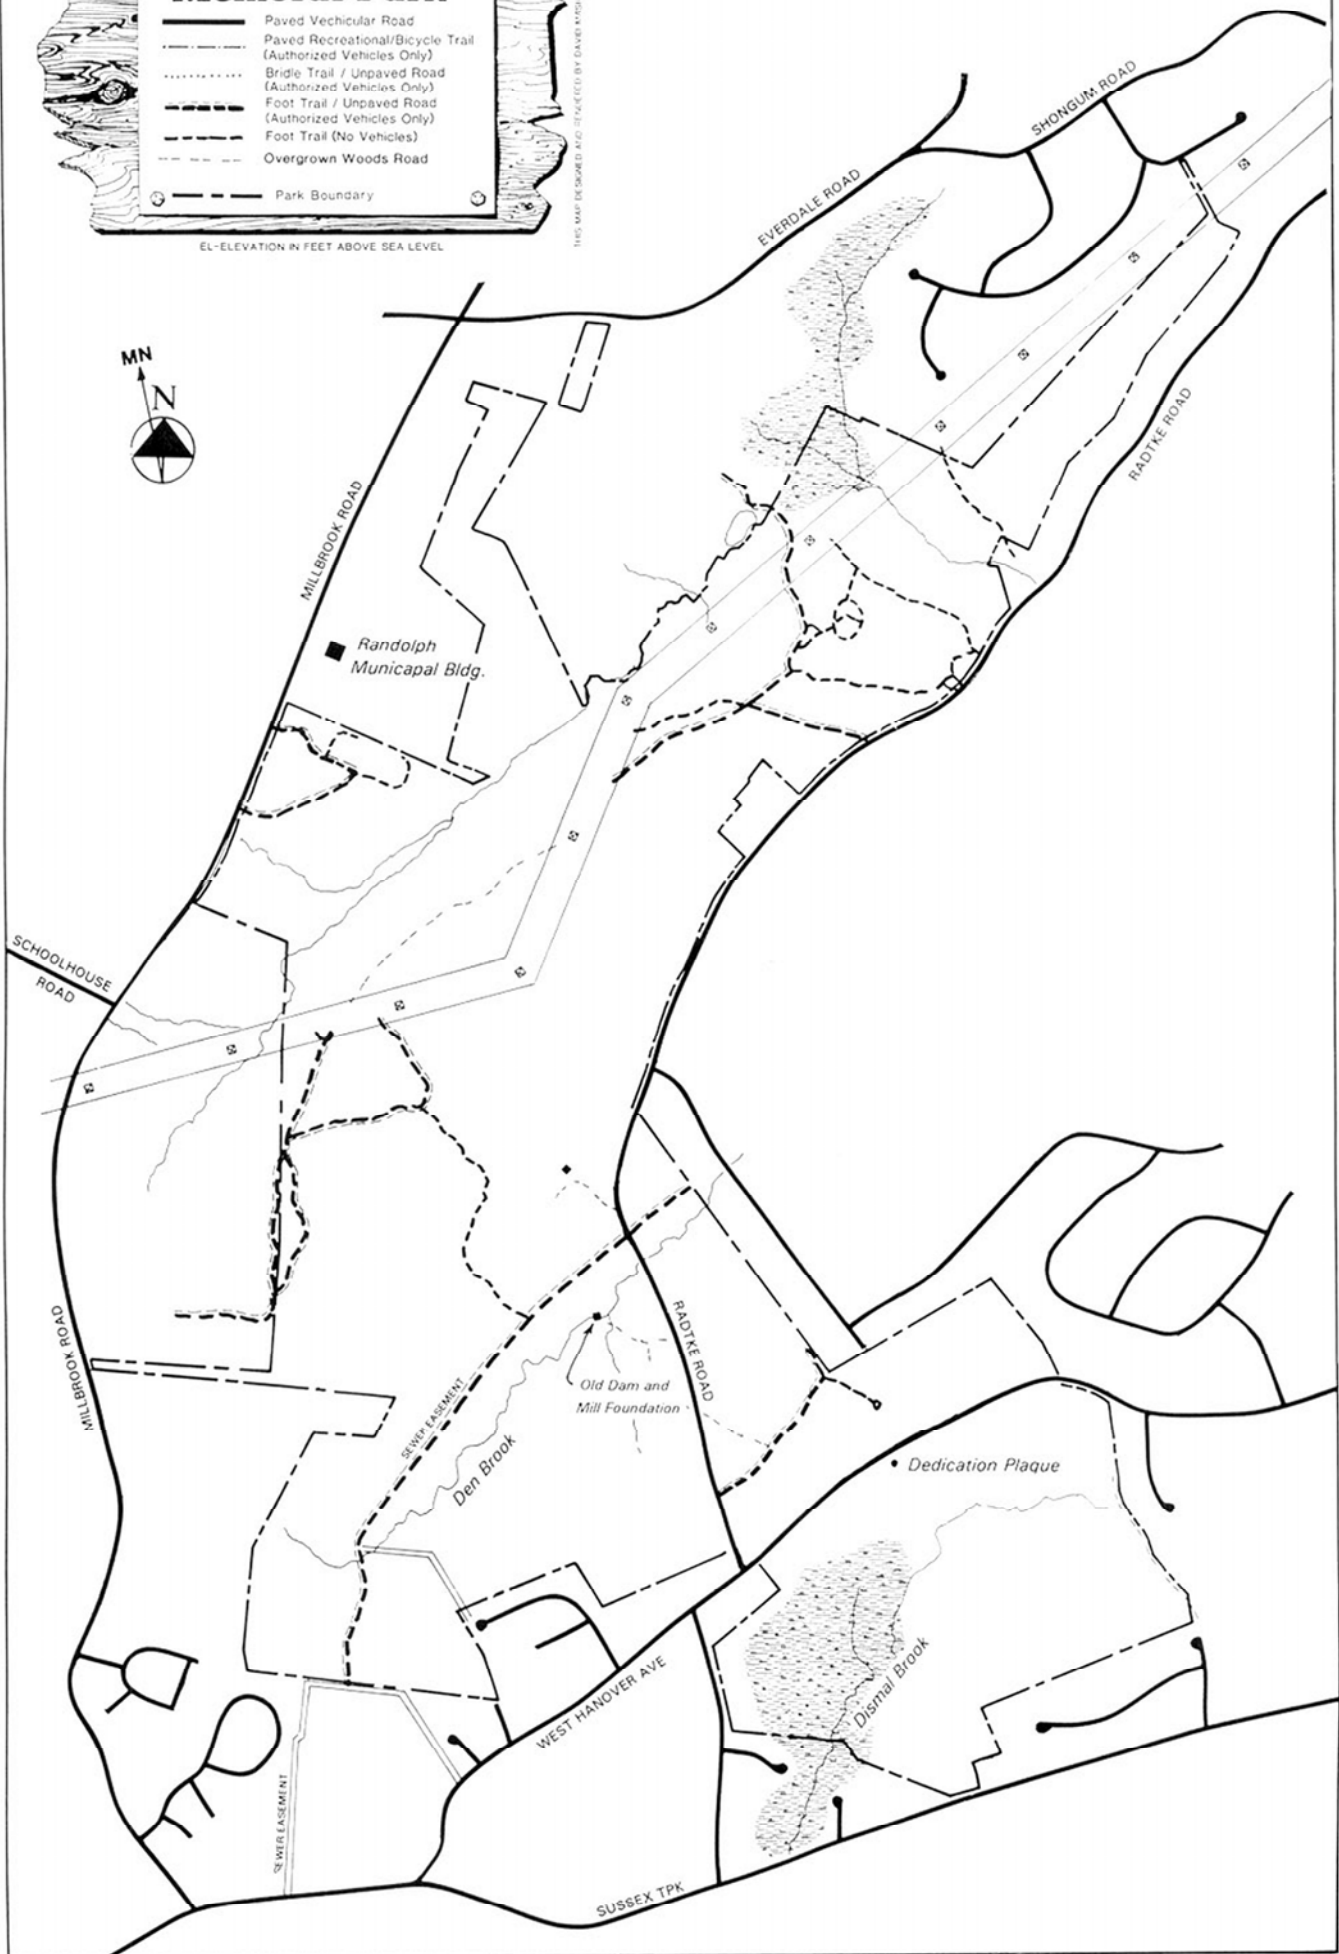 Memorial Park
Paved Vechicular Road
Paved Recreational/Bicycle Trail
(Authorized Vehicles Only)
Bridle Trail / Unpaved Road
(Authorized Vehicles Only)
Foot Trail / Unpaved Road
(Authorized Vehicles Only)
Foot Trail (No Vehicles)
Overgrown Woods Road
Park Boundary
EL-ELEVATION IN FEET ABOVE SEA LEVEL
THIS MAP DESIGNED AND RENDERED BY DAVID
SHONGUM ROAD
EVERDALE ROAD
MN
N
RADTKE ROAD
MILLBROOK ROAD
Randolph
Municapal Bldg.
SCHOOLHOUSE
ROAD
MILLBROOK ROAD
RADTKE ROAD
SEWER EASEMENT
Old Dam and
Mill Foundation
Den Brook
Dedication Plaque
Dismal Brook
WEST HANOVER AVE
SEWER EASEMENT
SUSSEX TPK